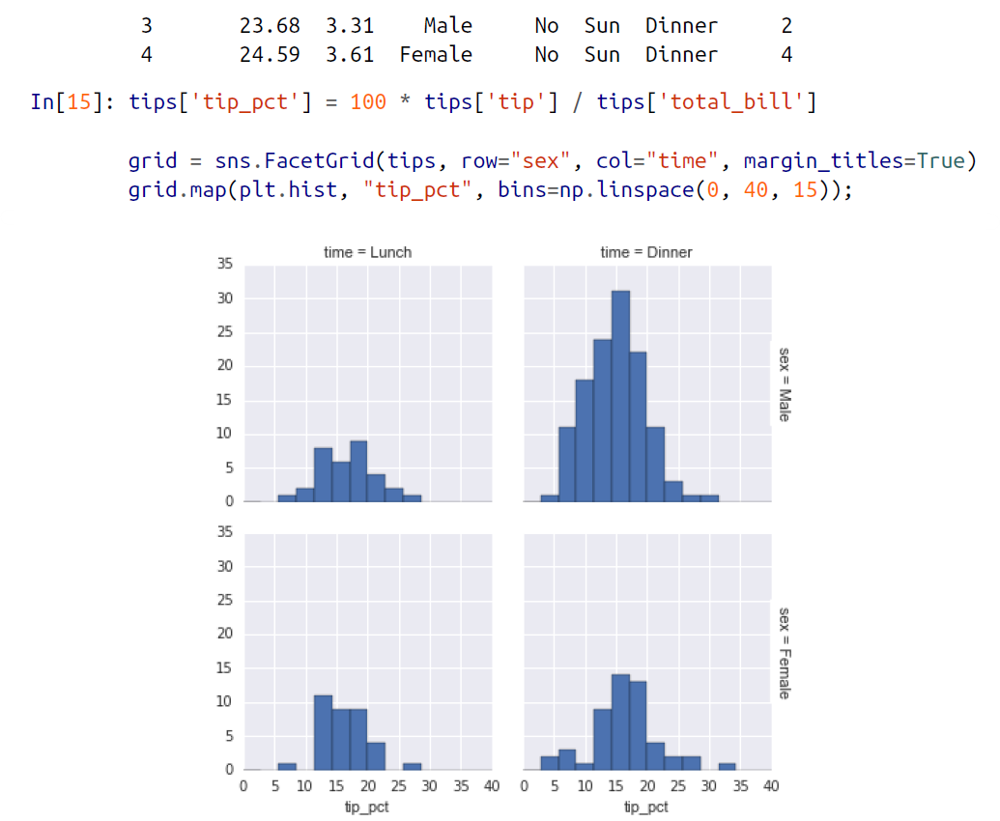 3 23.68 3.31 Male No Sun Dinner 2
4 24.59 3.61 Female No Sun Dinner 4
In[15]: tips['tip_pct'] = 100 * tips['tip'] / tips['total_bill']
grid = sns.FacetGrid(tips, row="sex", col="time", margin_titles=True)
grid.map(plt.hist, "tip_pct", bins=np.linspace(0, 40, 15));
time = Lunch time = Dinner
35
30
25
20
15
10
5
0
sex = Male
35
30
25
20
15
10
5
0
sex = Female
0 5 10 15 20 25 30 35 40 0 5 10 15 20 25 30 35 40
tip_pct tip_pct